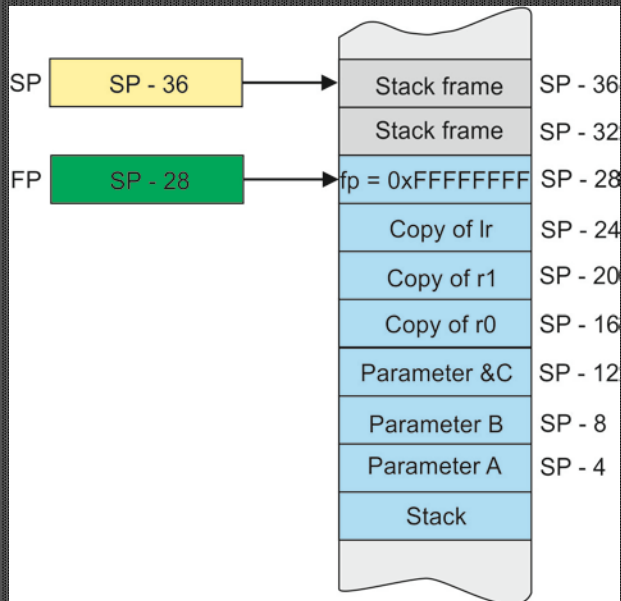 SP SP - 36 Stack frame SP - 36
Stack frame SP - 32
FP SP - 28 fp = 0xFFFFFFFF SP - 28
Copy of lr SP - 24
Copy of r1 SP - 20
Copy of r0 SP - 16
Parameter &C SP - 12
Parameter B SP - 8
Parameter A SP - 4
Stack